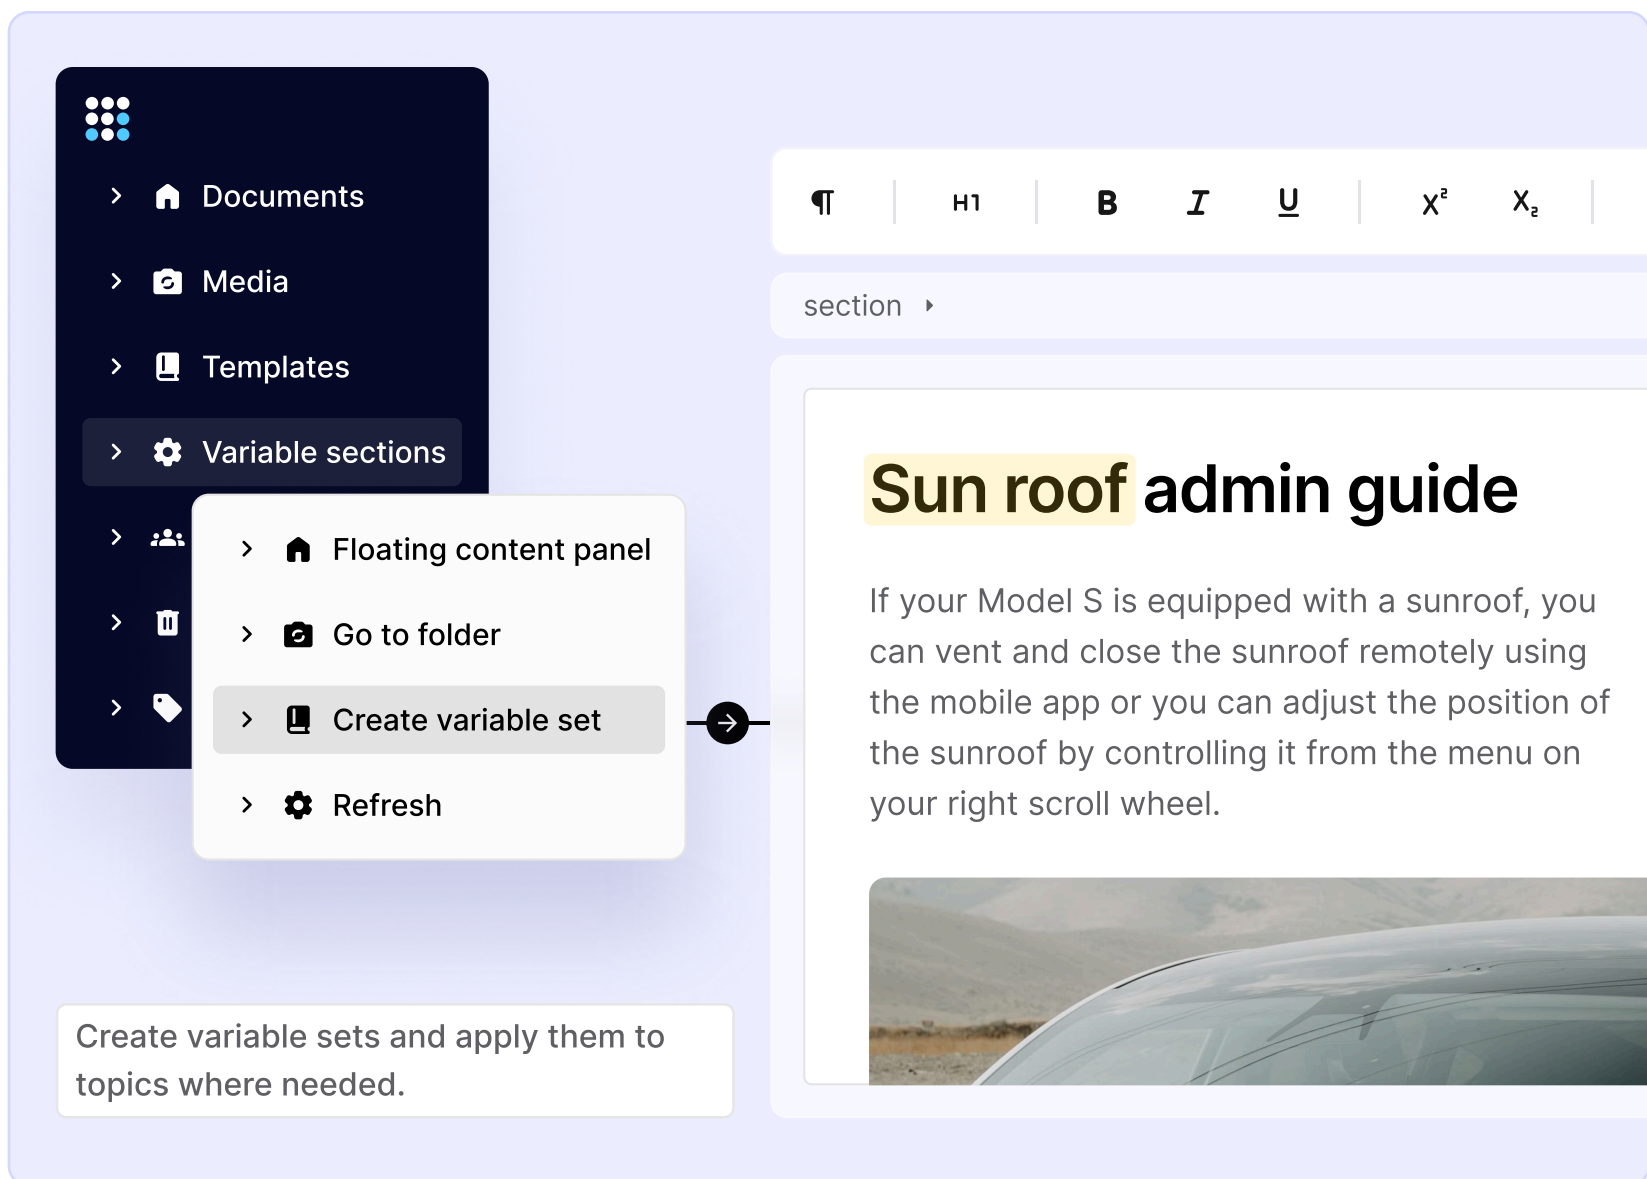 Documents
Media
Templates
Variable sections
Floating content panel
Go to folder
Create variable set
Refresh
Create variable sets and apply them to
topics where needed.
¶ H1 B I U X² X₂
section
Sun roof admin guide
If your Model S is equipped with a sunroof, you
can vent and close the sunroof remotely using
the mobile app or you can adjust the position of
the sunroof by controlling it from the menu on
your right scroll wheel.